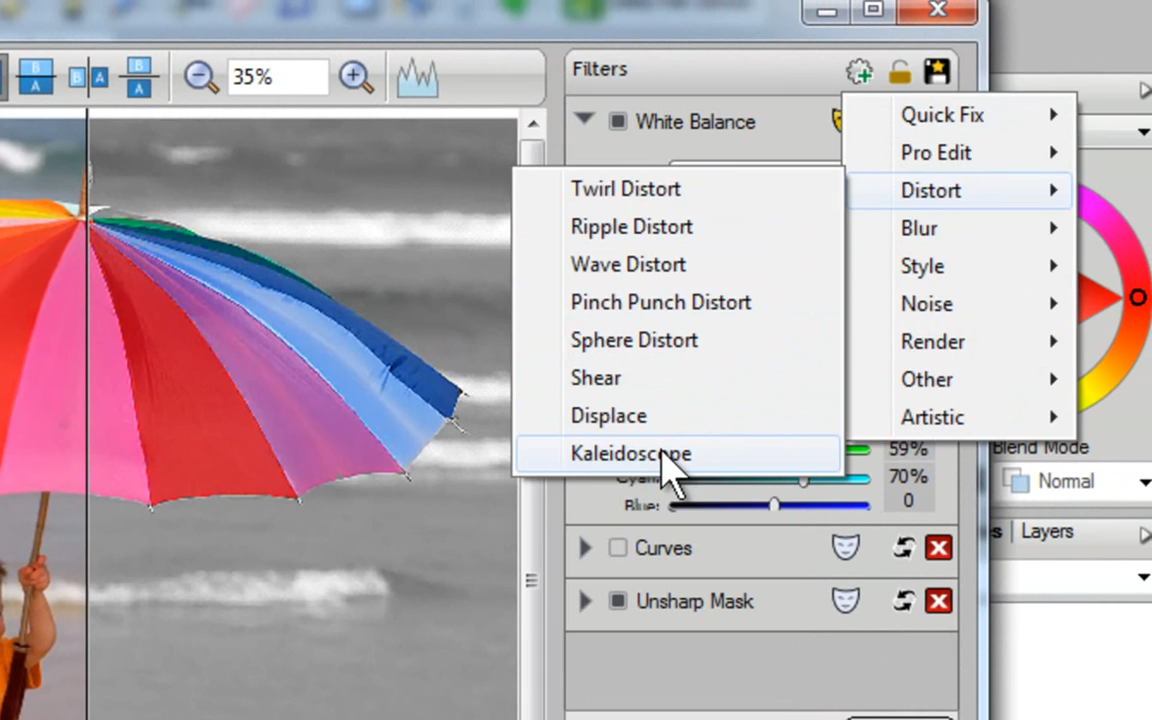 B
A
B A
B
A
35%
Filters
White Balance
Quick Fix
Pro Edit
Distort
Blur
Style
Noise
Render
Other
Artistic
Twirl Distort
Ripple Distort
Wave Distort
Pinch Punch Distort
Sphere Distort
Shear
Displace
Kaleidoscope
59%
70%
Blue:
0
Curves
Unsharp Mask
Blend Mode
Normal
Layers